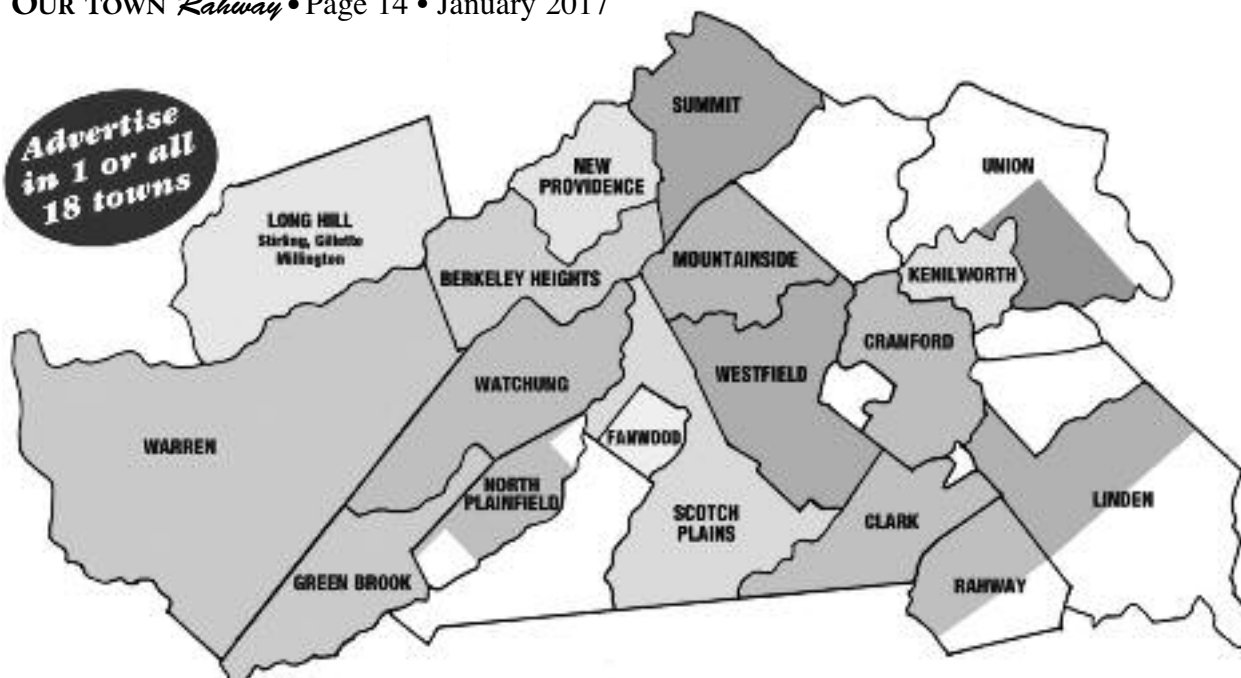 OUR TOWN Rahway • Page 14 • January 2017
Advertise
in 1 or all
18 towns
SUMMIT
UNION
NEW
PROVIDENCE
LONG HILL
Stirling, Gillette
Millington
MOUNTAINSIDE
KENILWORTH
BERKELEY HEIGHTS
CRANFORD
WESTFIELD
WATCHUNG
WARREN
FANWOOD
NORTH
PLAINFIELD
LINDEN
SCOTCH
PLAINS
CLARK
GREEN BROOK
RAHWAY